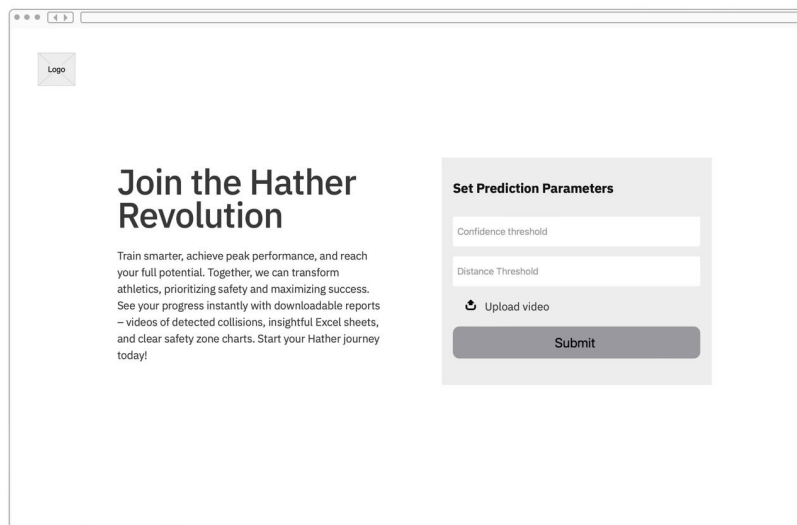 Logo
Join the Hather
Revolution
Train smarter, achieve peak performance, and reach
your full potential. Together, we can transform
athletics, prioritizing safety and maximizing success.
See your progress instantly with downloadable reports
– videos of detected collisions, insightful Excel sheets,
and clear safety zone charts. Start your Hather journey
today!
Set Prediction Parameters
Confidence threshold
Distance Threshold
Upload video
Submit